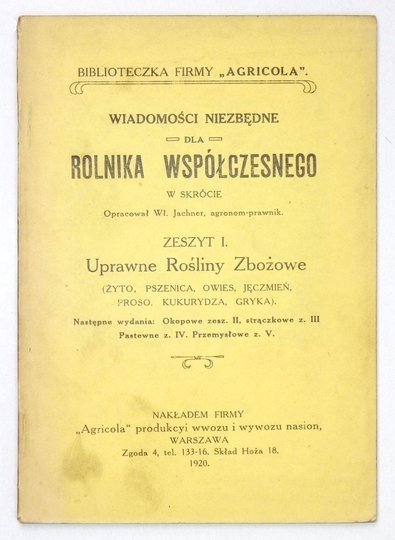 BIBLIOTECZKA FIRMY „AGRICOLA".
WIADOMOŚCI NIEZBĘDNE
DLA
ROLNIKA WSPÓŁCZESNEGO
W SKRÓCIE
Opracował Wł. Jachner, agronom-prawnik.
ZESZYT I.
Uprawne Rośliny Zbożowe
(ŻYTO, PSZENICA, OWIES, JĘCZMIEŃ,
PROSO, KUKURYDZA, GRYKA).
Następne wydania: Okopowe zesz. II, strączkowe z. III
Pastewne z. IV. Przemysłowe z. V.
NAKŁADEM FIRMY
„Agricola" produkcyi wwozu i wywozu nasion,
WARSZAWA
Zgoda 4, tel. 133-16. Skład Hoża 18.
1920.